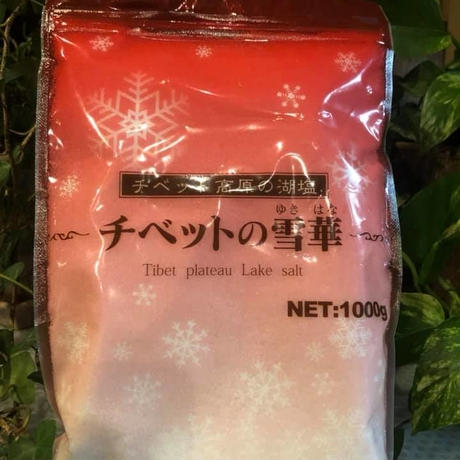 チベット高原の湖塩
ゆき はな
チベットの雪華
Tibet plateau Lake salt
NET:1000g